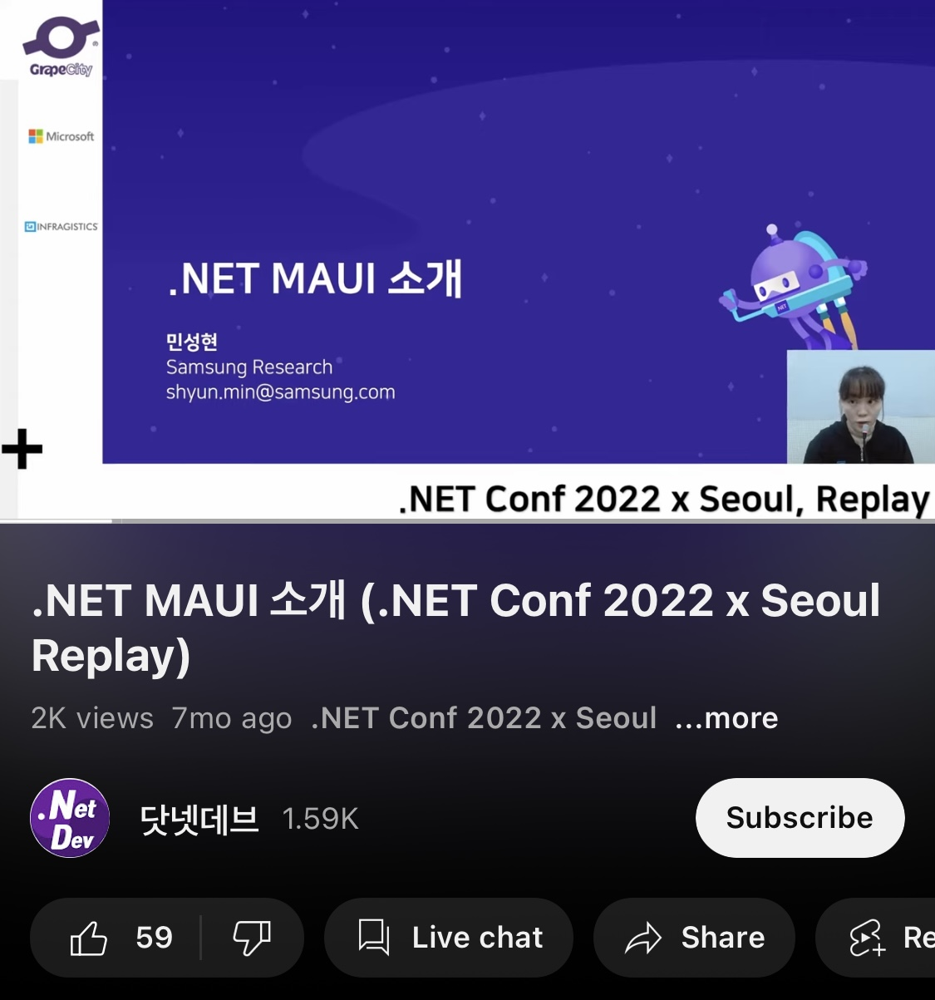 GrapeCity
Microsoft
INFRAGISTICS
.NET MAUI 소개
민성현
Samsung Research
shyun.min@samsung.com
.NET
.NET Conf 2022 x Seoul, Replay
.NET MAUI 소개 (.NET Conf 2022 x Seoul
Replay)
2K views 7mo ago .NET Conf 2022 x Seoul ...more
.Net
Dev
닷넷데브 1.59K
Subscribe
59
Live chat
Share
Re